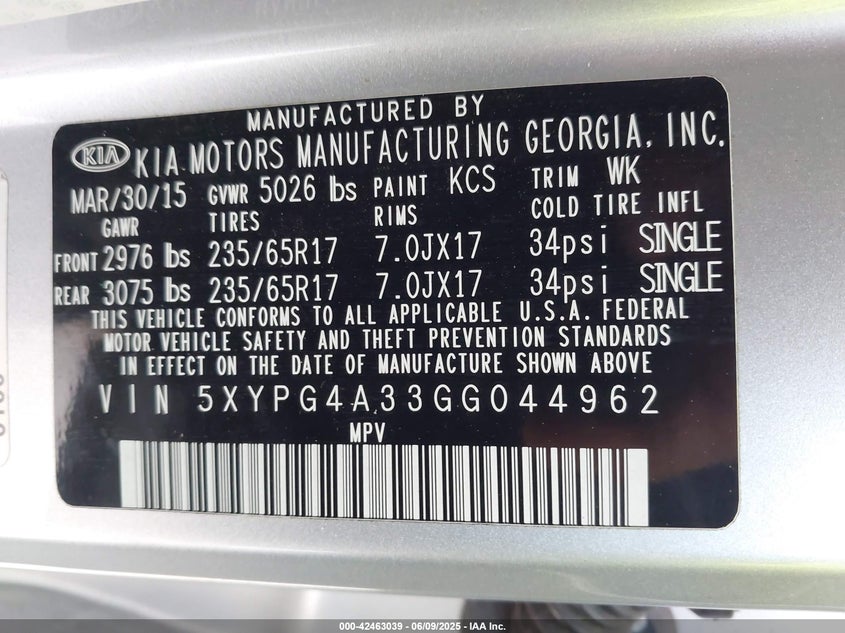 MANUFACTURED BY
KIA KIA MOTORS MANUFACTURING GEORGIA, INC.
MAR/30/15 GVWR 5026 lbs PAINT KCS TRIM WK
GAWR TIRES RIMS COLD TIRE INFL
FRONT 2976 lbs 235/65R17 7.0JX17 34psi SINGLE
REAR 3075 lbs 235/65R17 7.0JX17 34psi SINGLE
THIS VEHICLE CONFORMS TO ALL APPLICABLE U.S.A. FEDERAL
MOTOR VEHICLE SAFETY AND THEFT PREVENTION STANDARDS
IN EFFECT ON THE DATE OF MANUFACTURE SHOWN ABOVE
VIN 5XYPG4A33GG044962
MPV
000-42463039 - 06/09/2025 - IAA Inc.